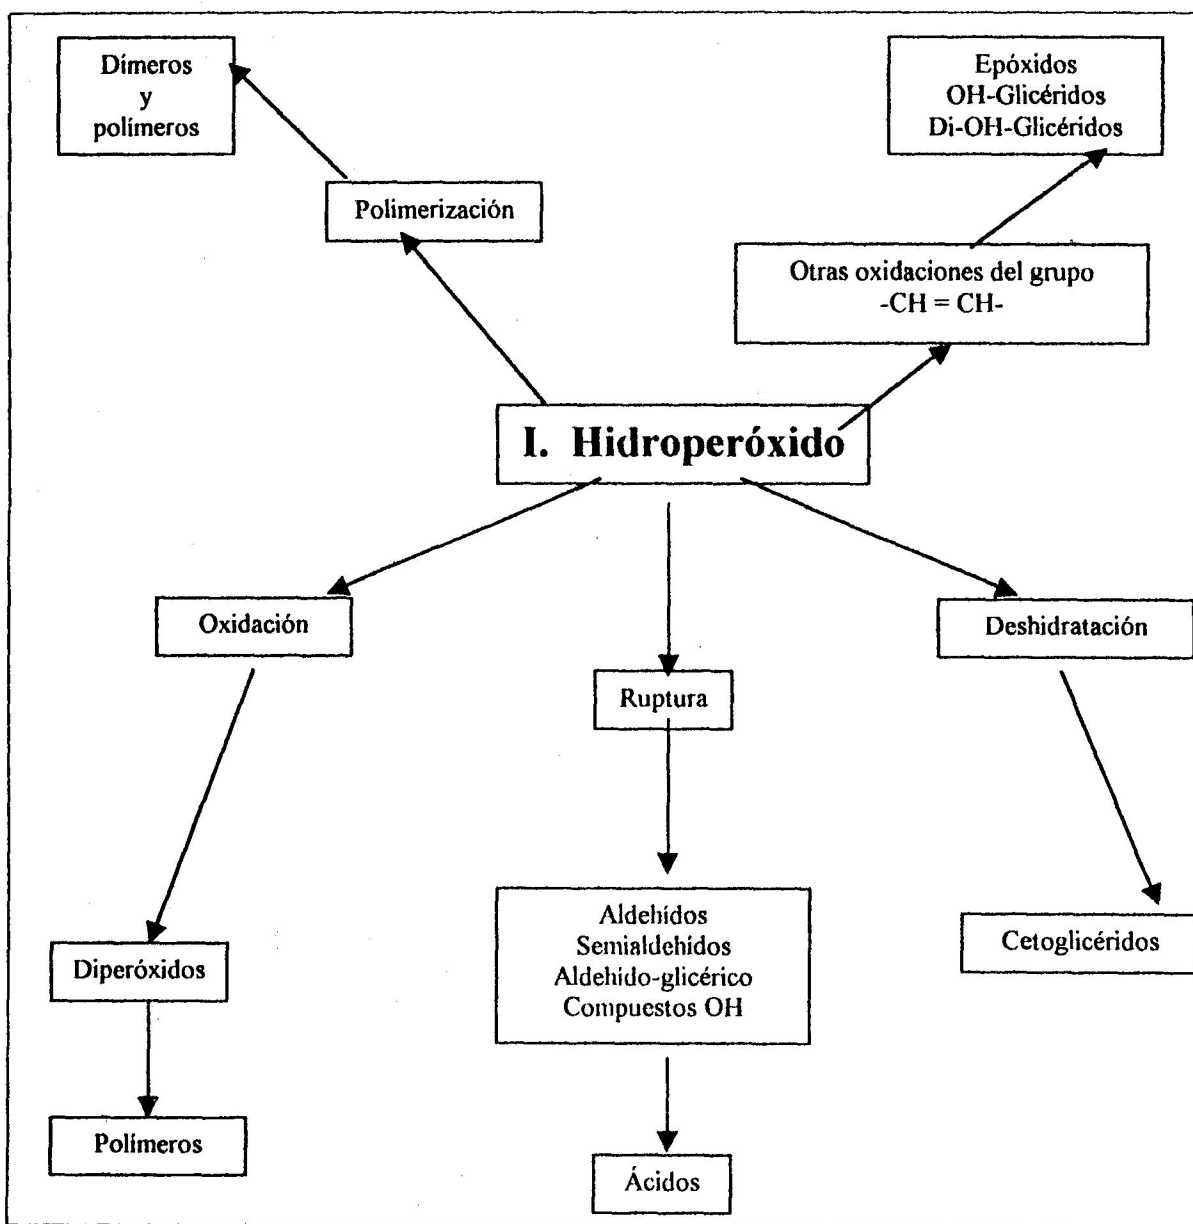 Dímeros
y
polímeros
Epóxidos
OH-Glicéridos
Di-OH-Glicéridos
Polimerización
Otras oxidaciones del grupo
-CH = CH-
I. Hidroperóxido
Oxidación
Deshidratación
Ruptura
Aldehídos
Semialdehídos
Aldehido-glicérico
Compuestos OH
Cetoglicéridos
Diperóxidos
Polímeros
Ácidos